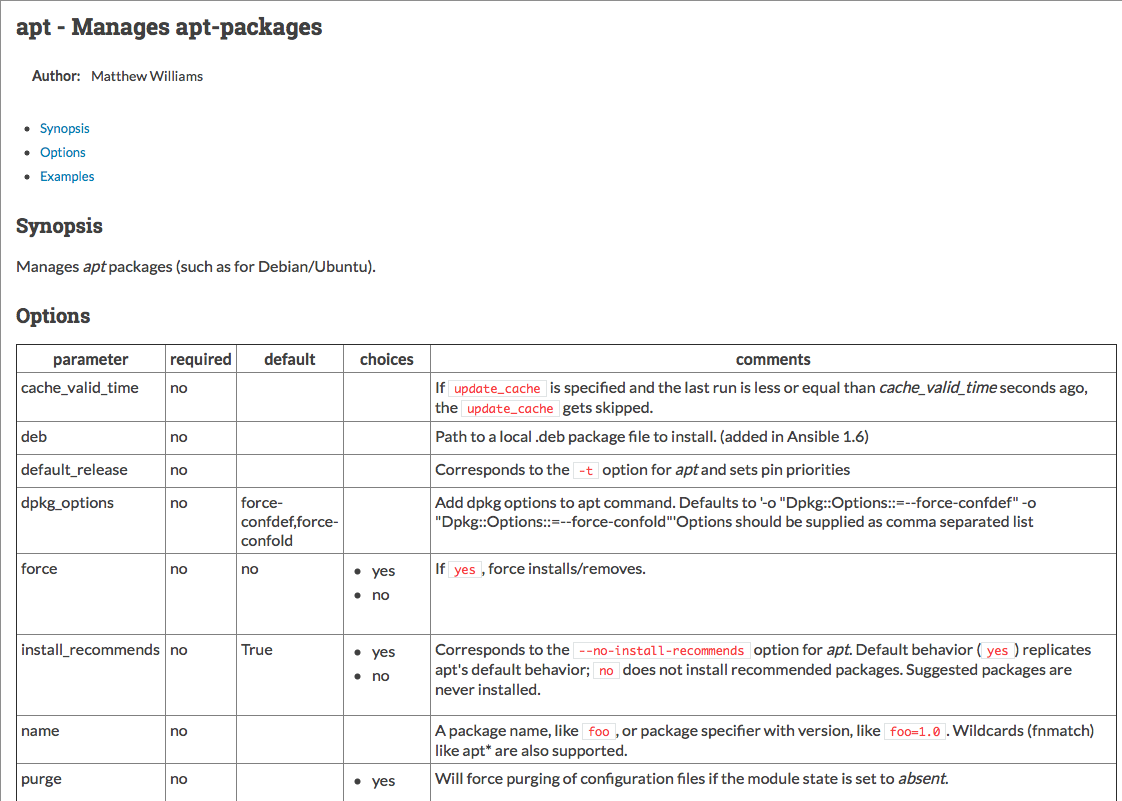 apt - Manages apt-packages
Author: Matthew Williams
Synopsis
Options
Examples
Synopsis
Manages apt packages (such as for Debian/Ubuntu).
Options
parameter required default choices comments
cache_valid_time no If update_cache is specified and the last run is less or equal than cache_valid_time seconds ago,
the update_cache gets skipped.
deb no Path to a local .deb package file to install. (added in Ansible 1.6)
default_release no Corresponds to the -t option for apt and sets pin priorities
dpkg_options no force- Add dpkg options to apt command. Defaults to '-o "Dpkg::Options::=--force-confdef" -o
confdef,force- "Dpkg::Options::=--force-confold"'Options should be supplied as comma separated list
confold
force no no yes If yes, force installs/removes.
no
install_recommends no True yes Corresponds to the --no-install-recommends option for apt. Default behavior (yes) replicates
no apt's default behavior; no does not install recommended packages. Suggested packages are
never installed.
name no A package name, like foo, or package specifier with version, like foo=1.0. Wildcards (fnmatch)
like apt* are also supported.
purge no yes Will force purging of configuration files if the module state is set to absent.